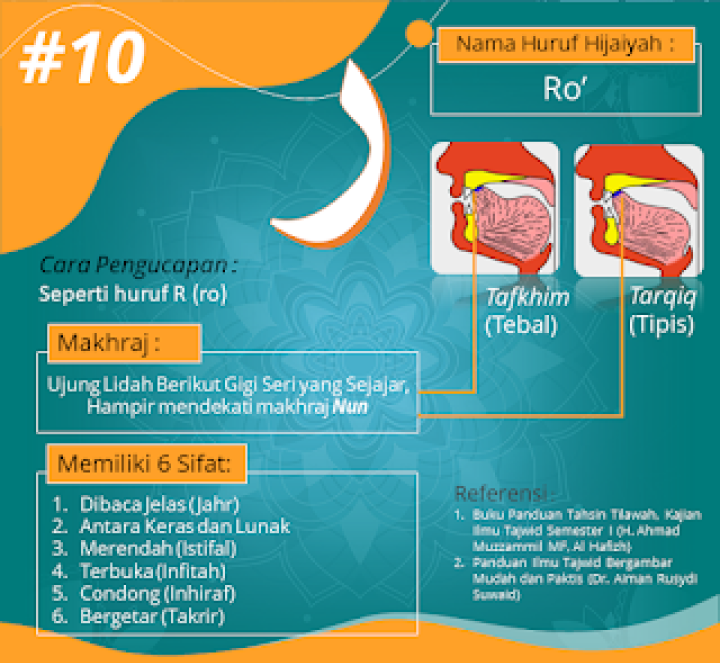 #10
ر
Nama Huruf Hijaiyah :
Ro’
Tafkhim
(Tebal)
Tarqiq
(Tipis)
Cara Pengucapan :
Seperti huruf R (ro)
Makhraj :
Ujung Lidah Berikut Gigi Seri yang Sejajar,
Hampir mendekati makhraj Nun
Memiliki 6 Sifat:
1. Dibaca Jelas (Jahr)
2. Antara Keras dan Lunak
3. Merendah (Istifal)
4. Terbuka (Infitah)
5. Condong (Inhiraf)
6. Bergetar (Takrir)
Referensi :
1. Buku Panduan Tahsin Tilawah, Kajian
Ilmu Tajwid Semester I (H. Ahmad
Muzzammil MF, Al Hafizh)
2. Panduan Ilmu Tajwid Bergambar
Mudah dan Paktis (Dr. Aiman Rusydi
Suwaid)